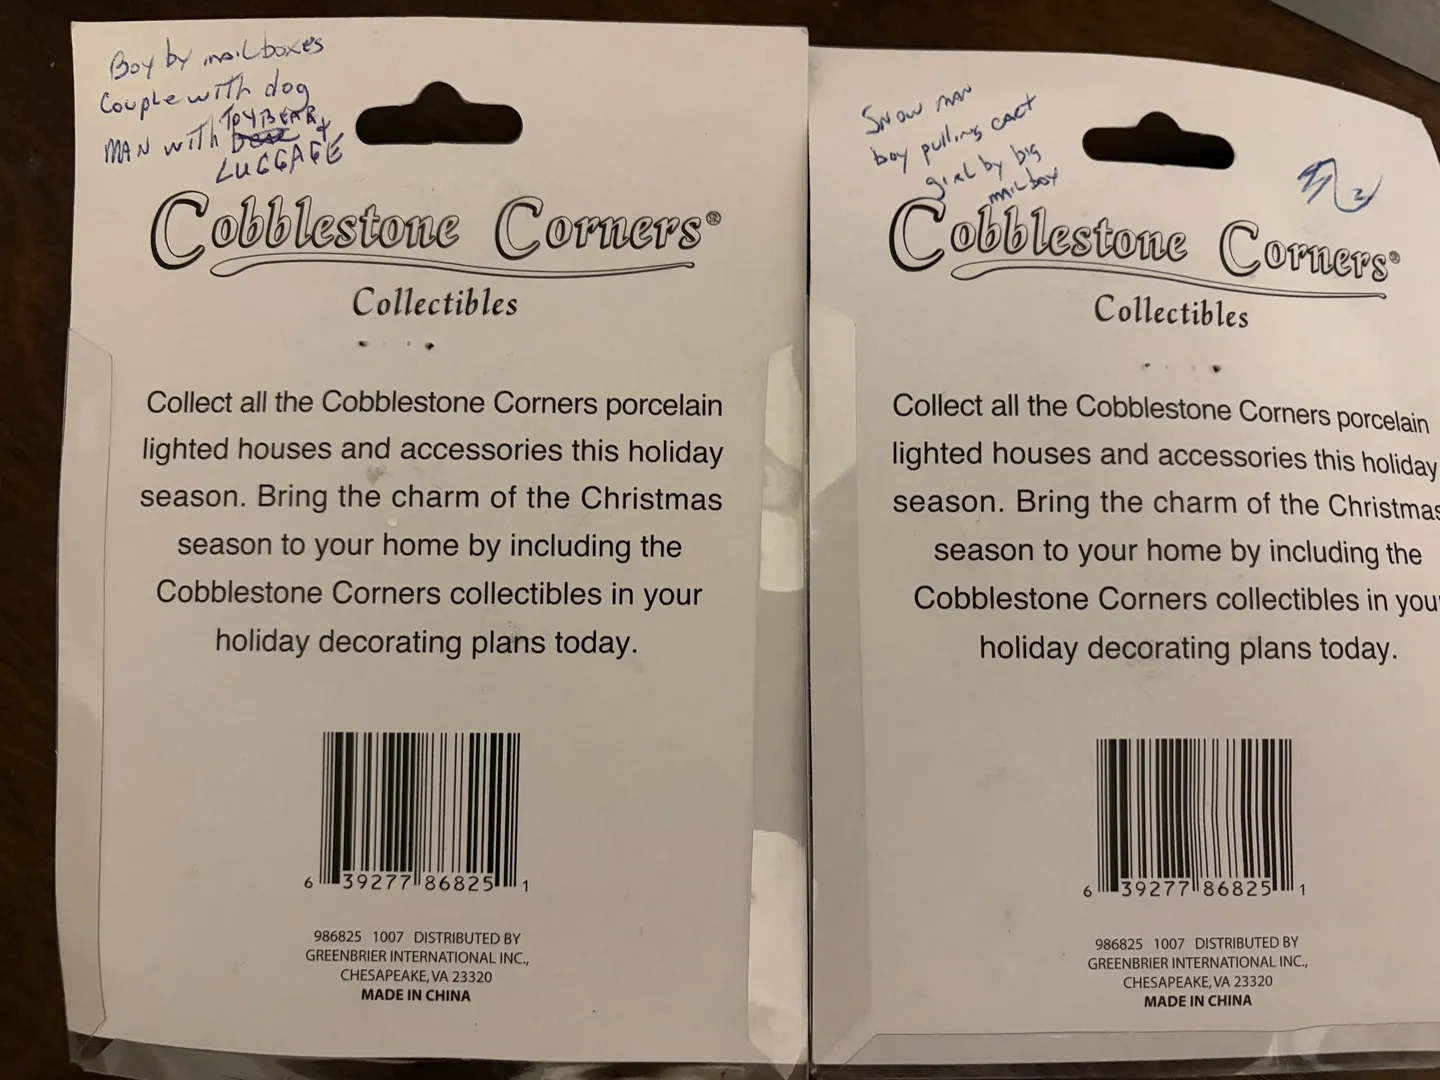 Boy by mailboxes
Couple with dog
MAN with TOYBEAR +
LUGGAGE
Cobblestone Corners®
Collectibles
Collect all the Cobblestone Corners porcelain
lighted houses and accessories this holiday
season. Bring the charm of the Christmas
season to your home by including the
Cobblestone Corners collectibles in your
holiday decorating plans today.
6 39277 86825 1
986825 1007 DISTRIBUTED BY
GREENBRIER INTERNATIONAL INC.,
CHESAPEAKE, VA 23320
MADE IN CHINA
Snow man
boy pulling cart
girl by big
mailbox
Cobblestone Corners®
Collectibles
Collect all the Cobblestone Corners porcelain
lighted houses and accessories this holiday
season. Bring the charm of the Christmas
season to your home by including the
Cobblestone Corners collectibles in you
holiday decorating plans today.
6 39277 86825 1
986825 1007 DISTRIBUTED BY
GREENBRIER INTERNATIONAL INC.,
CHESAPEAKE, VA 23320
MADE IN CHINA